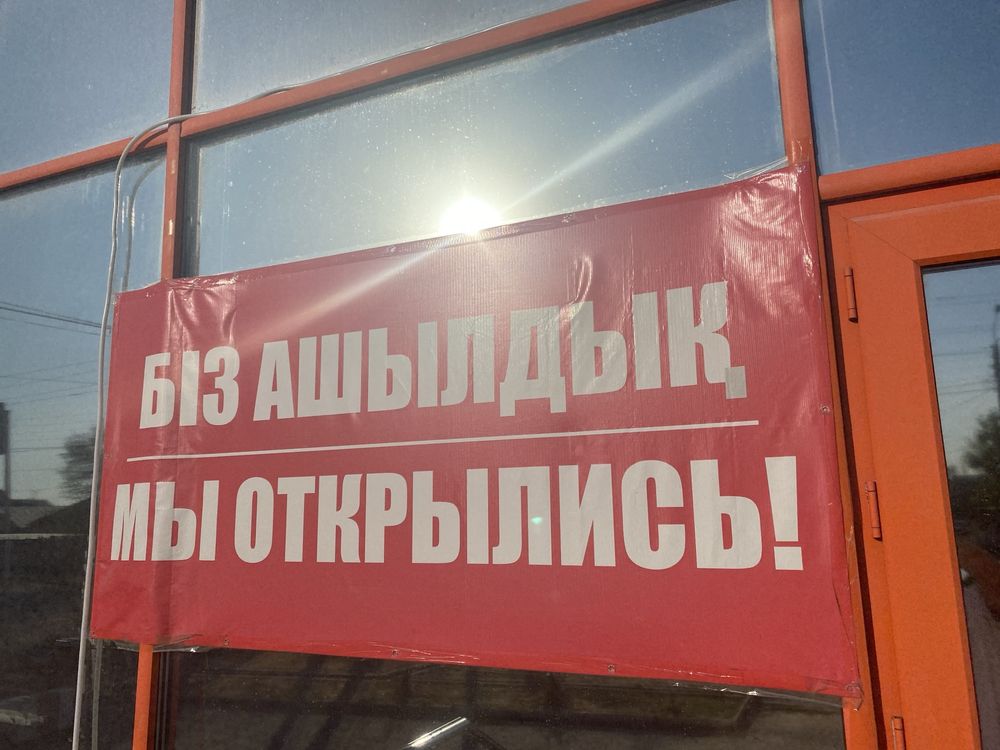 БІЗ АШЫЛДЫҚ
МЫ ОТКРЫЛИСЬ!